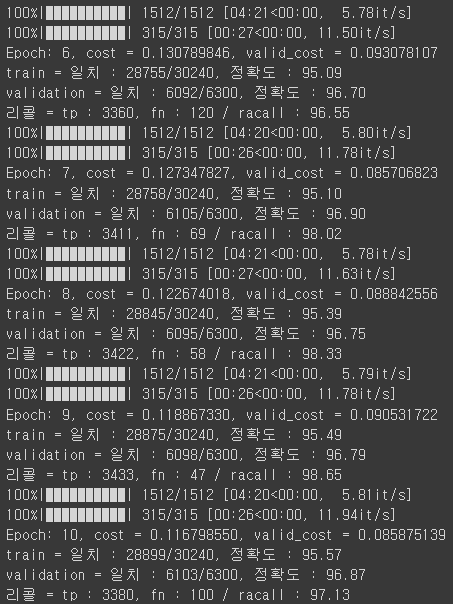 100%|██████████| 1512/1512 [04:21<00:00,  5.78it/s]
100%|██████████| 315/315 [00:27<00:00, 11.50it/s]
Epoch: 6, cost = 0.130789846, valid_cost = 0.093078107
train = 일치 : 28755/30240, 정확도 : 95.09
validation = 일치 : 6092/6300, 정확도 : 96.70
리콜 = tp : 3360, fn : 120 / racall : 96.55
100%|██████████| 1512/1512 [04:20<00:00,  5.80it/s]
100%|██████████| 315/315 [00:26<00:00, 11.78it/s]
Epoch: 7, cost = 0.127347827, valid_cost = 0.085706823
train = 일치 : 28758/30240, 정확도 : 95.10
validation = 일치 : 6105/6300, 정확도 : 96.90
리콜 = tp : 3411, fn : 69 / racall : 98.02
100%|██████████| 1512/1512 [04:21<00:00,  5.78it/s]
100%|██████████| 315/315 [00:27<00:00, 11.63it/s]
Epoch: 8, cost = 0.122674018, valid_cost = 0.088842556
train = 일치 : 28845/30240, 정확도 : 95.39
validation = 일치 : 6095/6300, 정확도 : 96.75
리콜 = tp : 3422, fn : 58 / racall : 98.33
100%|██████████| 1512/1512 [04:21<00:00,  5.79it/s]
100%|██████████| 315/315 [00:26<00:00, 11.78it/s]
Epoch: 9, cost = 0.118867330, valid_cost = 0.090531722
train = 일치 : 28875/30240, 정확도 : 95.49
validation = 일치 : 6098/6300, 정확도 : 96.79
리콜 = tp : 3433, fn : 47 / racall : 98.65
100%|██████████| 1512/1512 [04:20<00:00,  5.81it/s]
100%|██████████| 315/315 [00:26<00:00, 11.94it/s]
Epoch: 10, cost = 0.116798550, valid_cost = 0.085875139
train = 일치 : 28899/30240, 정확도 : 95.57
validation = 일치 : 6103/6300, 정확도 : 96.87
리콜 = tp : 3380, fn : 100 / racall : 97.13